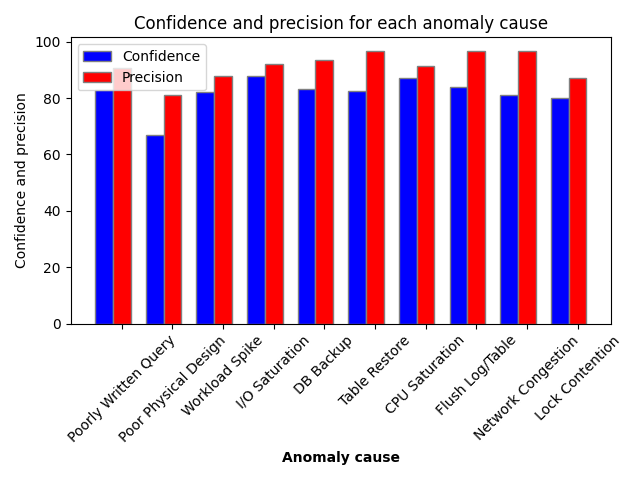 Confidence and precision for each anomaly cause
Confidence
Precision
Confidence and precision
100
80
60
40
20
0
Poorly Written Query
Poor Physical Design
Workload Spike
I/O Saturation
DB Backup
Table Restore
CPU Saturation
Flush Log/Table
Network Congestion
Lock Contention
Anomaly cause